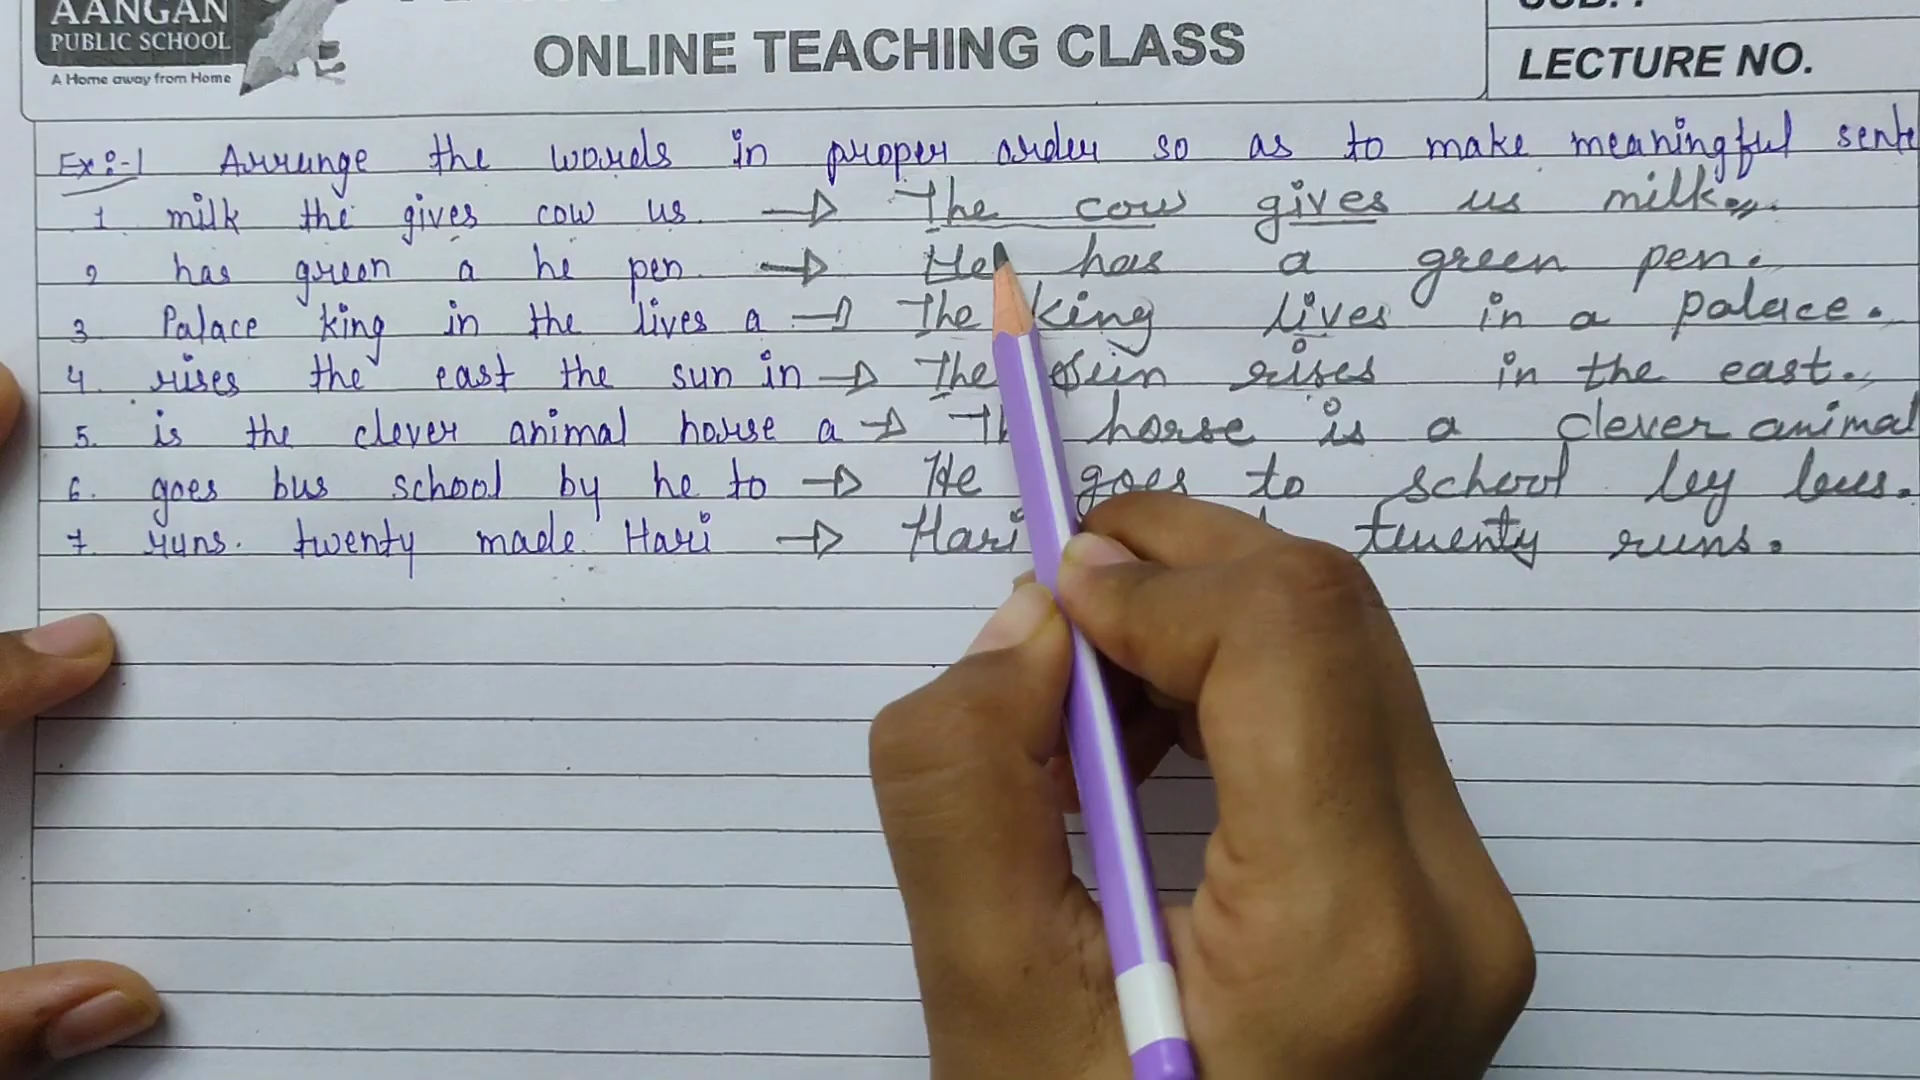 AANGAN
PUBLIC SCHOOL
A Home away from Home
ONLINE TEACHING CLASS
LECTURE NO.
Ex:-1 Arrange the words in proper order so as to make meaningful sente
1. milk the gives cow us. → The cow gives us milk.
2 has green a he pen. → He has a green pen.
3 Palace king in the lives a → The king lives in a palace.
4. rises the east the sun in → The Sun rises in the east.
5. is the clever animal horse a → Th horse is a clever animal
6. goes bus school by he to → He goes to school by bus.
7. runs. twenty made Hari → Hari twenty runs.